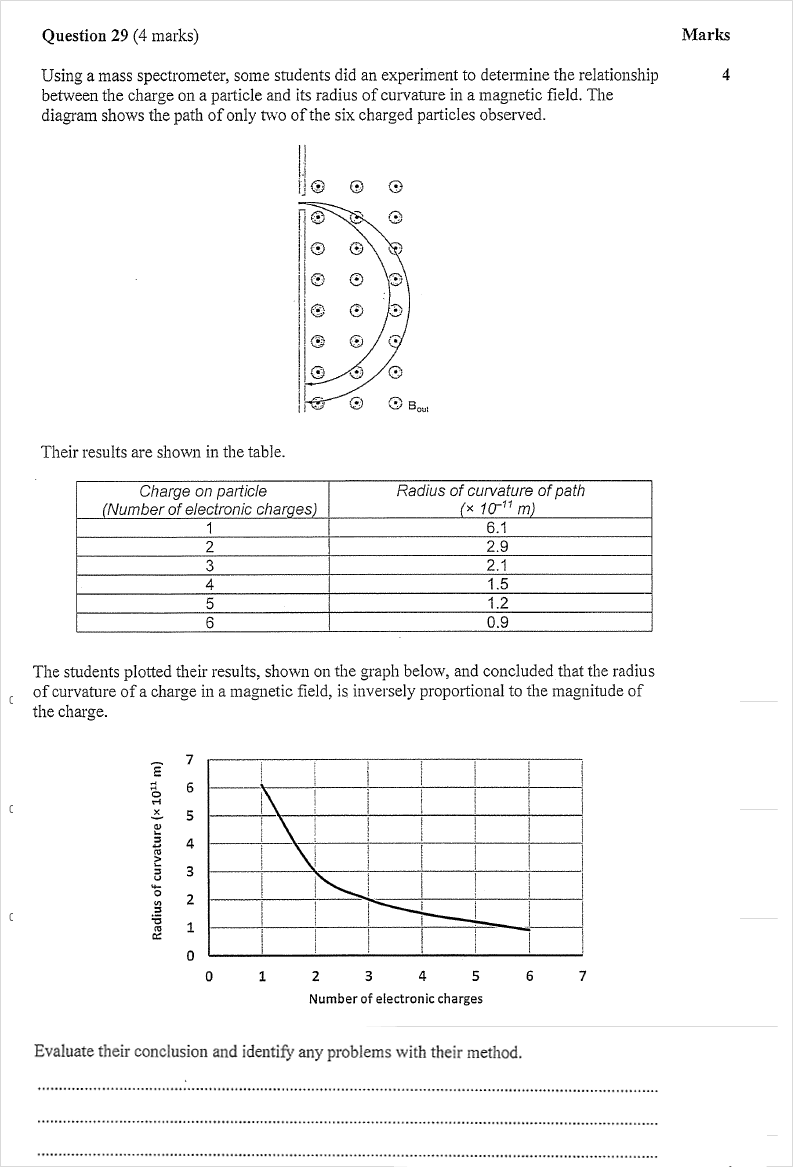 Question 29 (4 marks)
Marks
Using a mass spectrometer, some students did an experiment to determine the relationship
4
between the charge on a particle and its radius of curvature in a magnetic field. The
diagram shows the path of only two of the six charged particles observed.
Bout
Their results are shown in the table.
Charge on particle
(Number of electronic charges)
Radius of curvature of path
(× 10⁻¹¹ m)
1 6.1
2 2.9
3 2.1
4 1.5
5 1.2
6 0.9
The students plotted their results, shown on the graph below, and concluded that the radius
of curvature of a charge in a magnetic field, is inversely proportional to the magnitude of
the charge.
Radius of curvature (× 10¹¹ m)
7
6
5
4
3
2
1
0
0 1 2 3 4 5 6 7
Number of electronic charges
Evaluate their conclusion and identify any problems with their method.